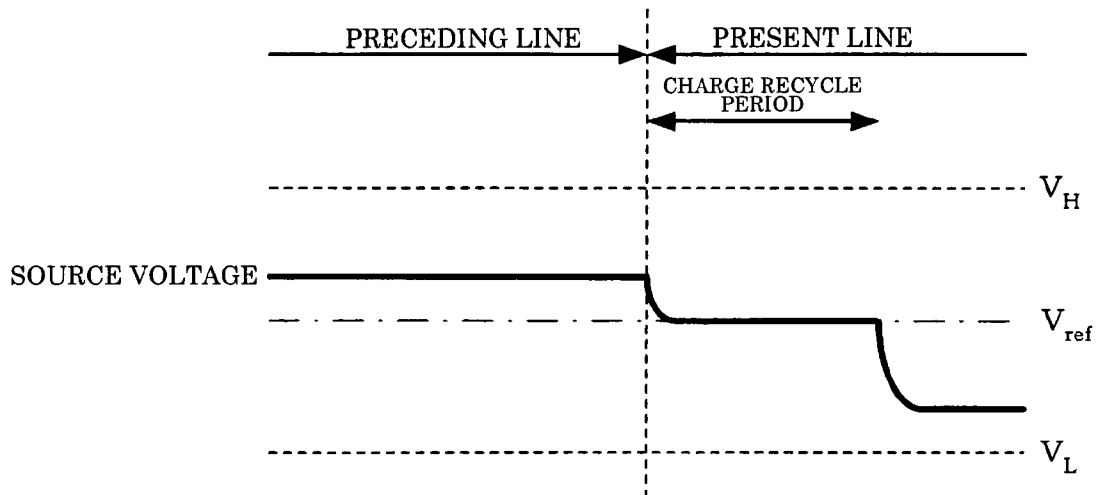 PRECEDING LINE
PRESENT LINE
CHARGE RECYCLE
PERIOD
V_H
SOURCE VOLTAGE
V_ref
V_L